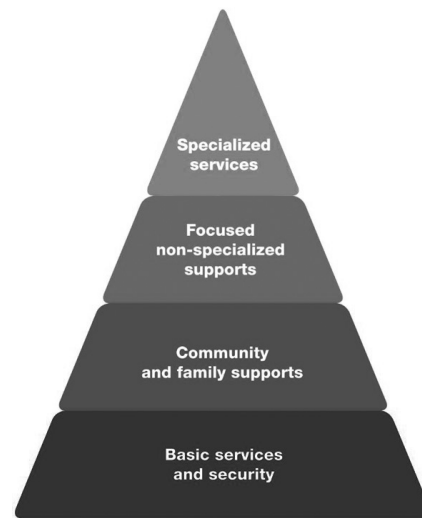 Specialized
services
Focused
non-specialized
supports
Community
and family supports
Basic services
and security